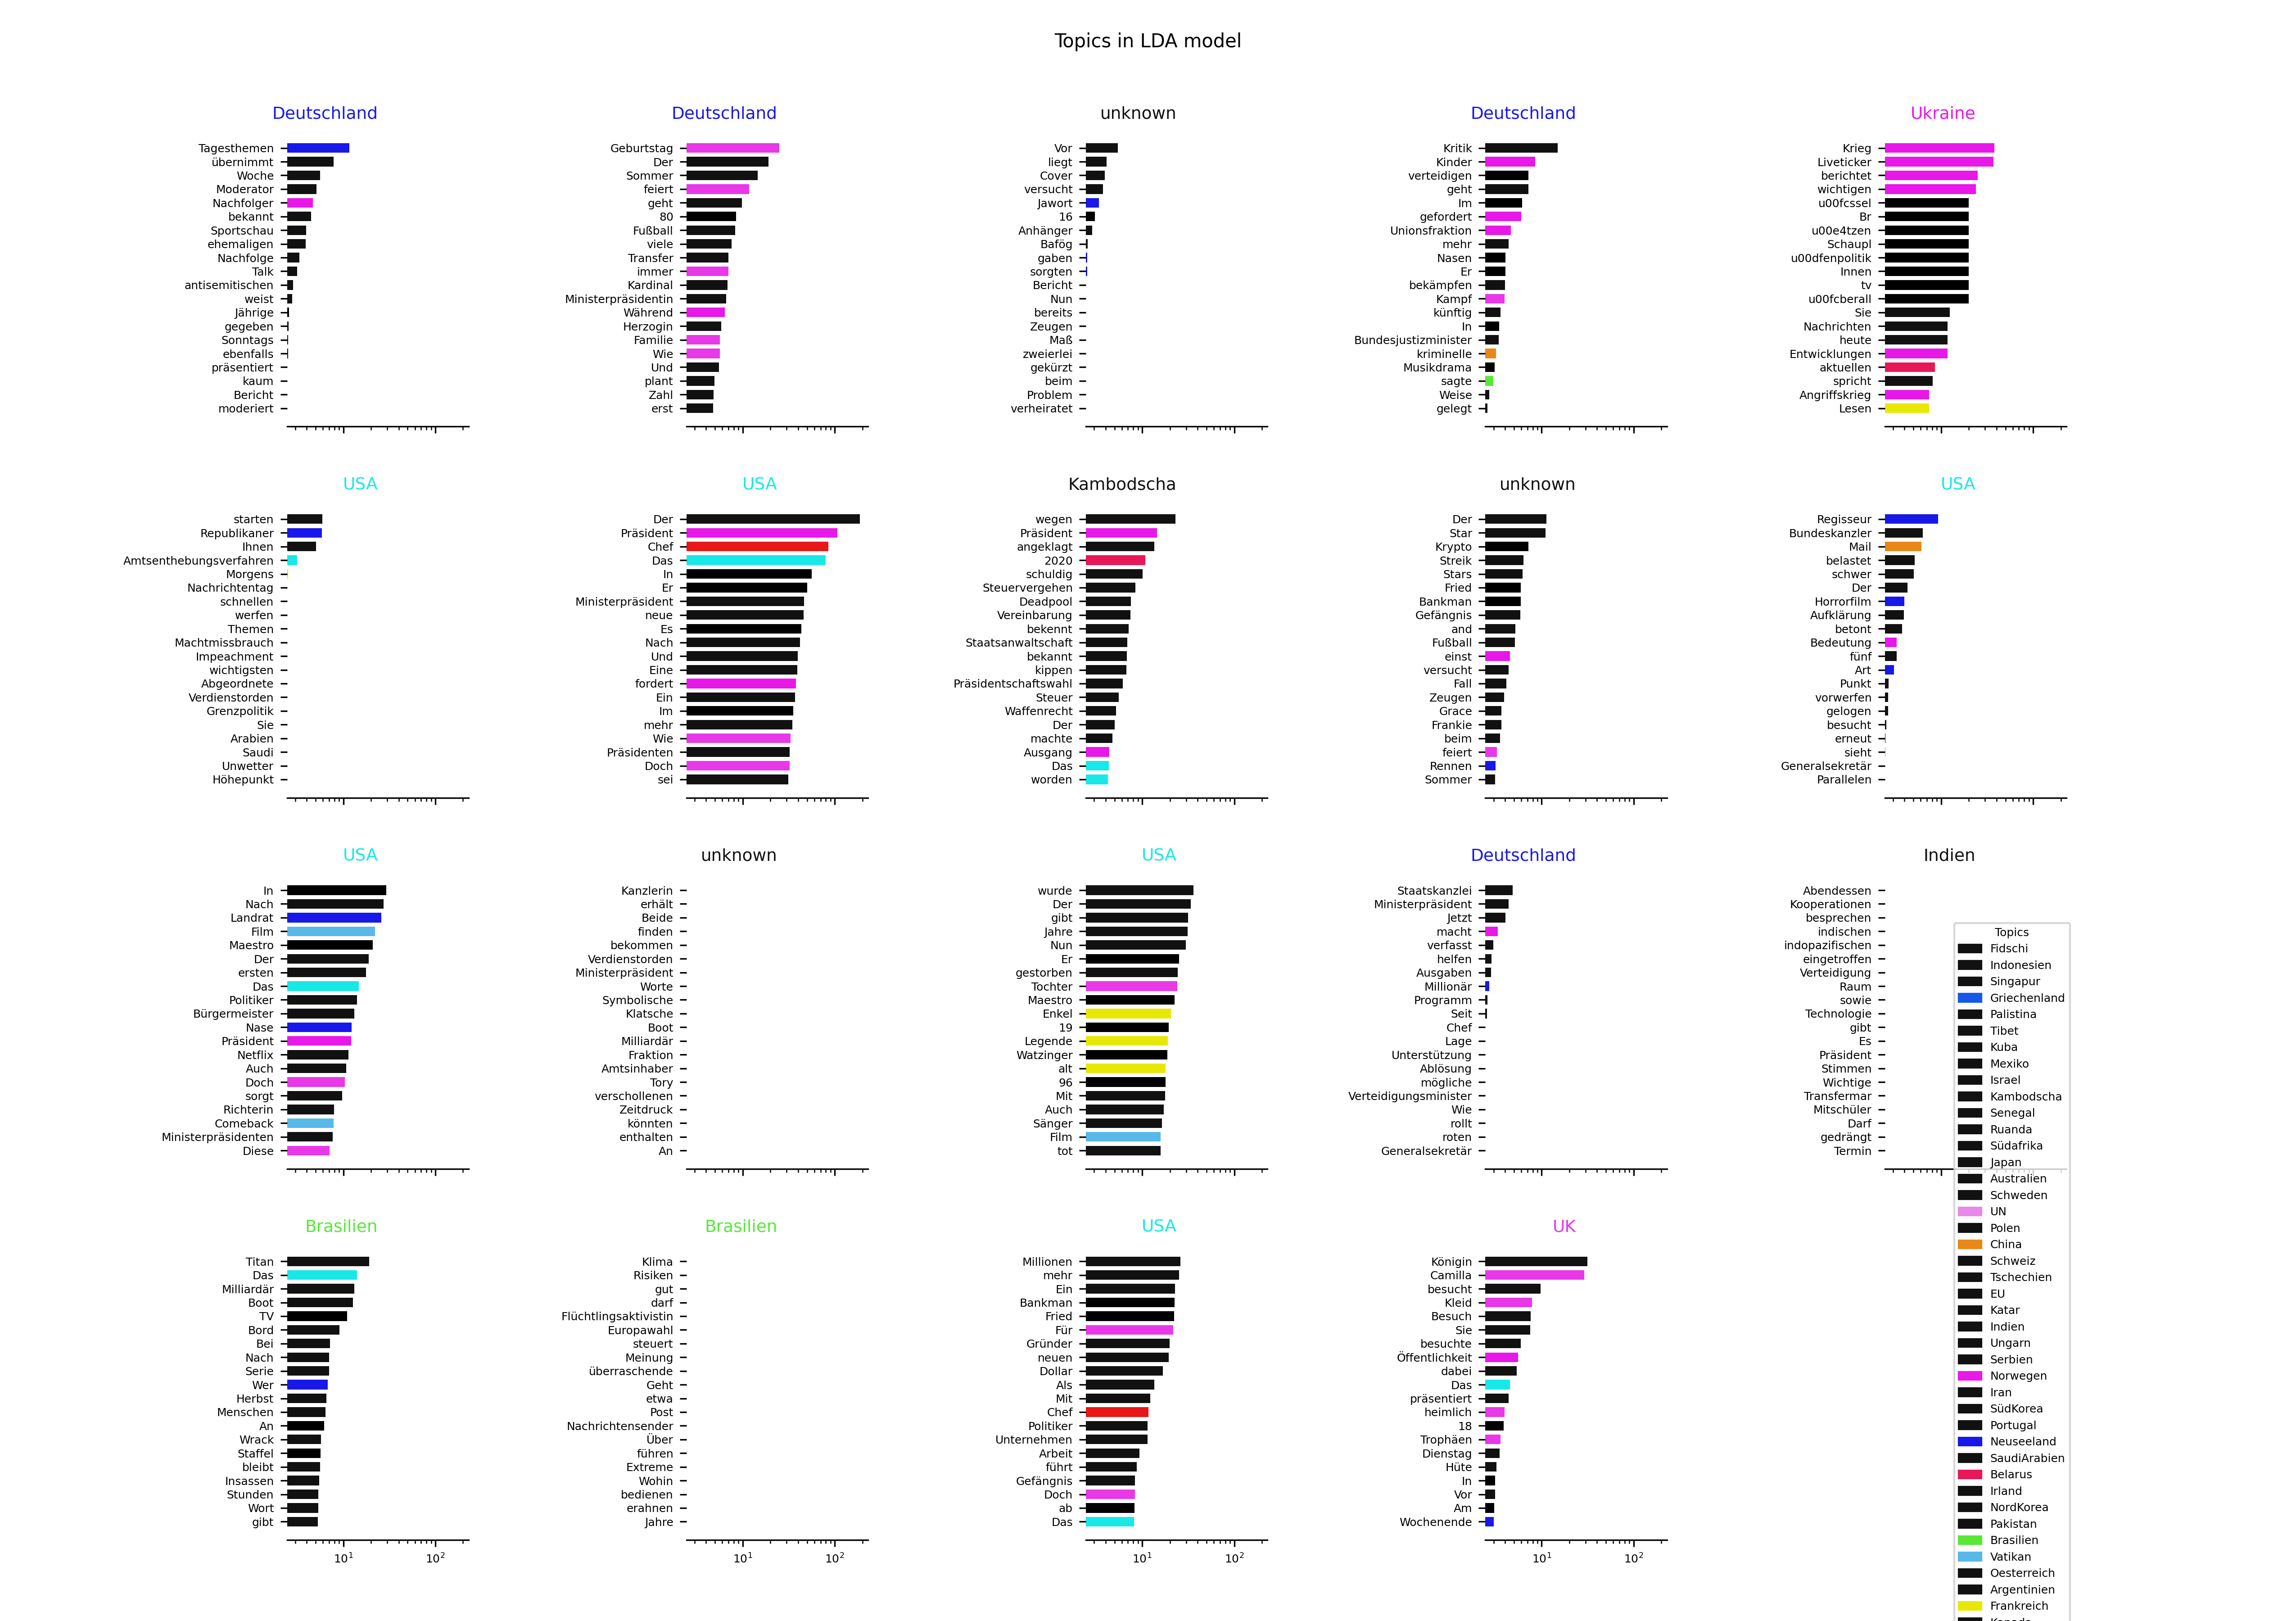 Topics in LDA model
Deutschland
Tagesthemen
übernimmt
Woche
Moderator
Nachfolger
bekannt
Sportschau
ehemaligen
Nachfolge
Talk
antisemitischen
weist
Jährige
gegeben
Sonntags
ebenfalls
präsentiert
kaum
Bericht
moderiert
Deutschland
Geburtstag
Der
Sommer
feiert
geht
80
Fußball
viele
Transfer
immer
Kardinal
Ministerpräsidentin
Während
Herzogin
Familie
Wie
Und
plant
Zahl
erst
unknown
Vor
liegt
Cover
versucht
Jawort
16
Anhänger
Bafög
gaben
sorgten
Bericht
Nun
bereits
Zeugen
Maß
zweierlei
gekürzt
beim
Problem
verheiratet
Deutschland
Kritik
Kinder
verteidigen
geht
Im
gefordert
Unionsfraktion
mehr
Nasen
Er
bekämpfen
Kampf
künftig
In
Bundesjustizminister
kriminelle
Musikdrama
sagte
Weise
gelegt
Ukraine
Krieg
Liveticker
berichtet
wichtigen
u00fcssel
Br
u00e4tzen
Schaupl
u00dfenpolitik
Innen
tv
u00fcberall
Sie
Nachrichten
heute
Entwicklungen
aktuellen
spricht
Angriffskrieg
Lesen
USA
starten
Republikaner
Ihnen
Amtsenthebungsverfahren
Morgens
Nachrichtentag
schnellen
werfen
Themen
Machtmissbrauch
Impeachment
wichtigsten
Abgeordnete
Verdienstorden
Grenzpolitik
Sie
Arabien
Saudi
Unwetter
Höhepunkt
USA
Der
Präsident
Chef
Das
In
Er
Ministerpräsident
neue
Es
Nach
Und
Eine
fordert
Ein
Im
mehr
Wie
Präsidenten
Doch
sei
Kambodscha
wegen
Präsident
angeklagt
2020
schuldig
Steuervergehen
Deadpool
Vereinbarung
bekennt
Staatsanwaltschaft
bekannt
kippen
Präsidentschaftswahl
Steuer
Waffenrecht
Der
machte
Ausgang
Das
worden
unknown
Der
Star
Krypto
Streik
Stars
Fried
Bankman
Gefängnis
and
Fußball
einst
versucht
Fall
Zeugen
Grace
Frankie
beim
feiert
Rennen
Sommer
USA
Regisseur
Bundeskanzler
Mail
belastet
schwer
Der
Horrorfilm
Aufklärung
betont
Bedeutung
fünf
Art
Punkt
vorwerfen
gelogen
besucht
erneut
sieht
Generalsekretär
Parallelen
USA
In
Nach
Landrat
Film
Maestro
Der
ersten
Das
Politiker
Bürgermeister
Nase
Präsident
Netflix
Auch
Doch
sorgt
Richterin
Comeback
Ministerpräsidenten
Diese
unknown
Kanzlerin
erhält
Beide
finden
bekommen
Verdienstorden
Ministerpräsident
Worte
Symbolische
Klatsche
Boot
Milliardär
Fraktion
Amtsinhaber
Tory
verschollenen
Zeitdruck
könnten
enthalten
An
USA
wurde
Der
gibt
Jahre
Nun
Er
gestorben
Tochter
Maestro
Enkel
19
Legende
Watzinger
alt
96
Mit
Auch
Sänger
Film
tot
Deutschland
Staatskanzlei
Ministerpräsident
Jetzt
macht
verfasst
helfen
Ausgaben
Millionär
Programm
Seit
Chef
Lage
Unterstützung
Ablösung
mögliche
Verteidigungsminister
Wie
rollt
roten
Generalsekretär
Indien
Abendessen
Kooperationen
besprechen
indischen
indopazifischen
eingetroffen
Verteidigung
Raum
sowie
Technologie
gibt
Es
Präsident
Stimmen
Wichtige
Transfermar
Mitschüler
Darf
gedrängt
Termin
Brasilien
Titan
Das
Milliardär
Boot
TV
Bord
Bei
Nach
Serie
Wer
Herbst
Menschen
An
Wrack
Staffel
bleibt
Insassen
Stunden
Wort
gibt
10¹ 10²
Brasilien
Klima
Risiken
gut
darf
Flüchtlingsaktivistin
Europawahl
steuert
Meinung
überraschende
Geht
etwa
Post
Nachrichtensender
Über
führen
Extreme
Wohin
bedienen
erahnen
Jahre
10¹ 10²
USA
Millionen
mehr
Ein
Bankman
Fried
Für
Gründer
neuen
Dollar
Als
Mit
Chef
Politiker
Unternehmen
Arbeit
führt
Gefängnis
Doch
ab
Das
10¹ 10²
UK
Königin
Camilla
besucht
Kleid
Besuch
Sie
besuchte
Öffentlichkeit
dabei
Das
präsentiert
heimlich
18
Trophäen
Dienstag
Hüte
In
Vor
Am
Wochenende
10¹ 10²
Topics
Fidschi
Indonesien
Singapur
Griechenland
Palistina
Tibet
Kuba
Mexiko
Israel
Kambodscha
Senegal
Ruanda
Südafrika
Japan
Australien
Schweden
UN
Polen
China
Schweiz
Tschechien
EU
Katar
Indien
Ungarn
Serbien
Norwegen
Iran
SüdKorea
Portugal
Neuseeland
SaudiArabien
Belarus
Irland
NordKorea
Pakistan
Brasilien
Vatikan
Oesterreich
Argentinien
Frankreich